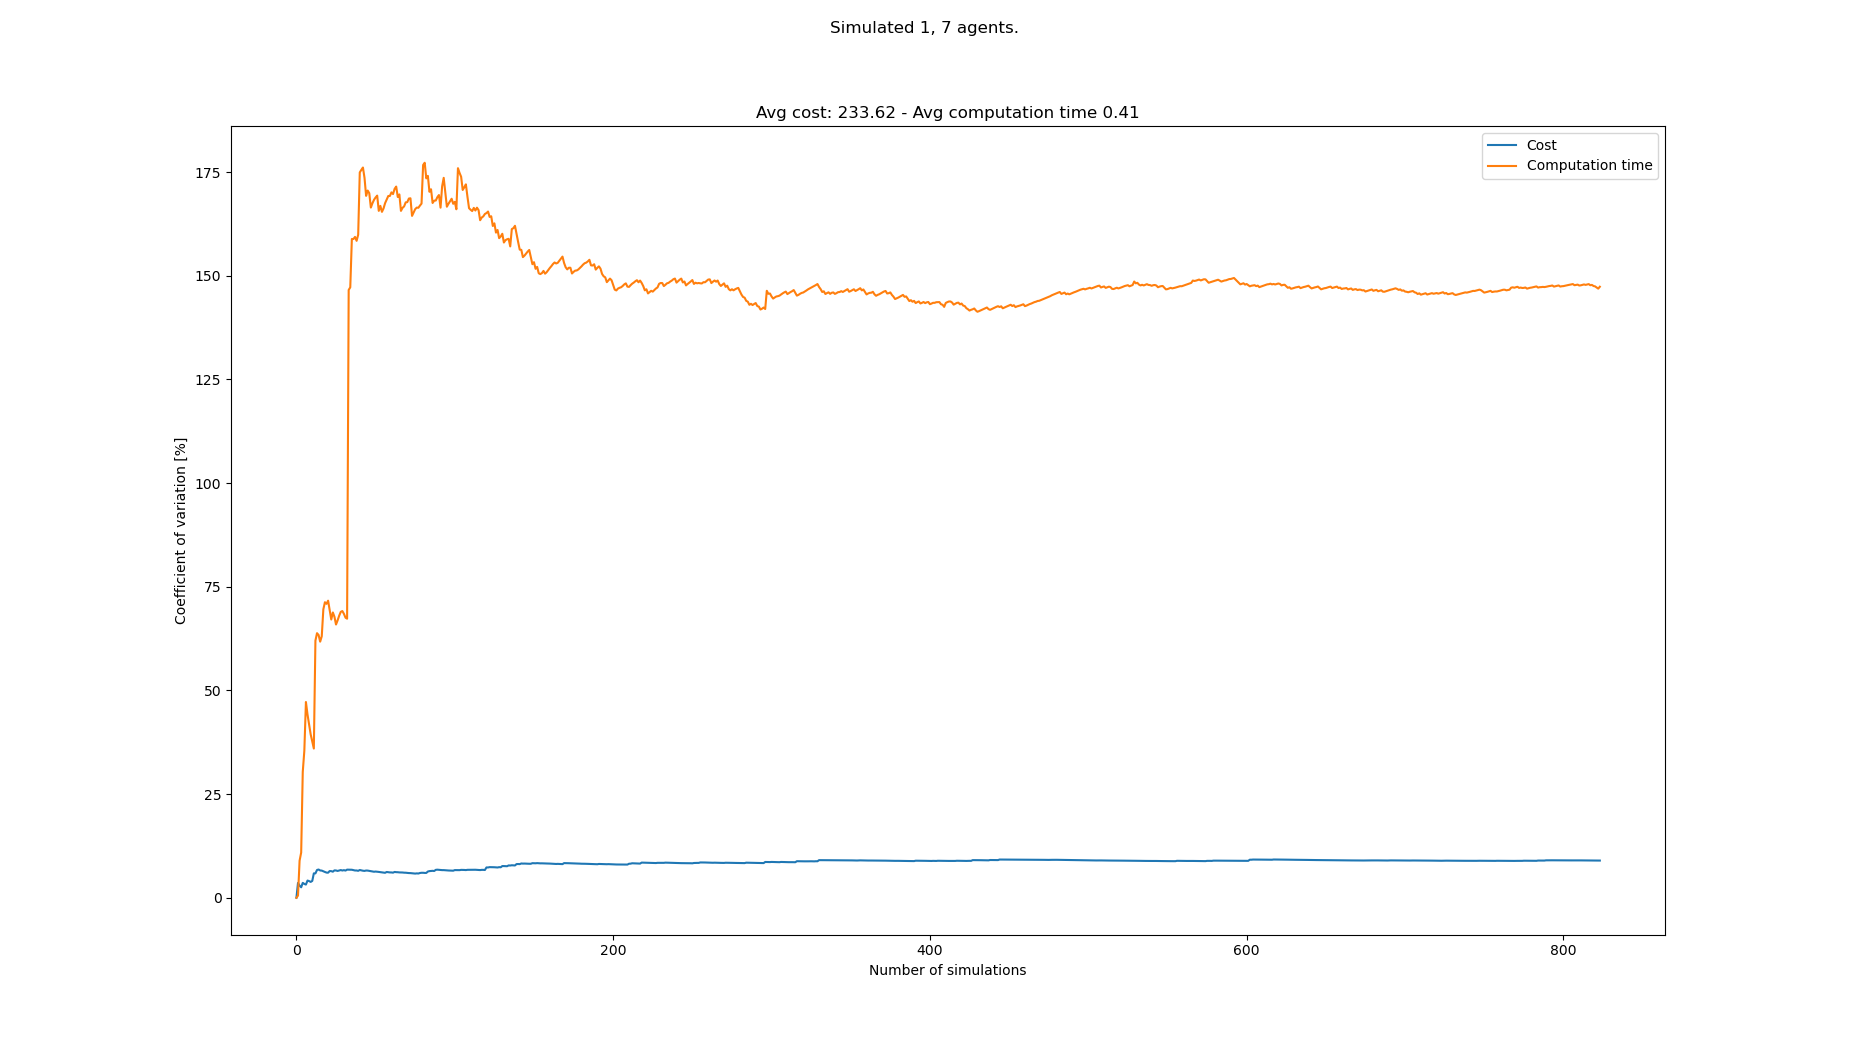 Simulated 1, 7 agents.
Avg cost: 233.62 - Avg computation time 0.41
Cost
Computation time
175
150
125
100
75
50
25
0
Coefficient of variation [%]
0
200
400
600
800
Number of simulations